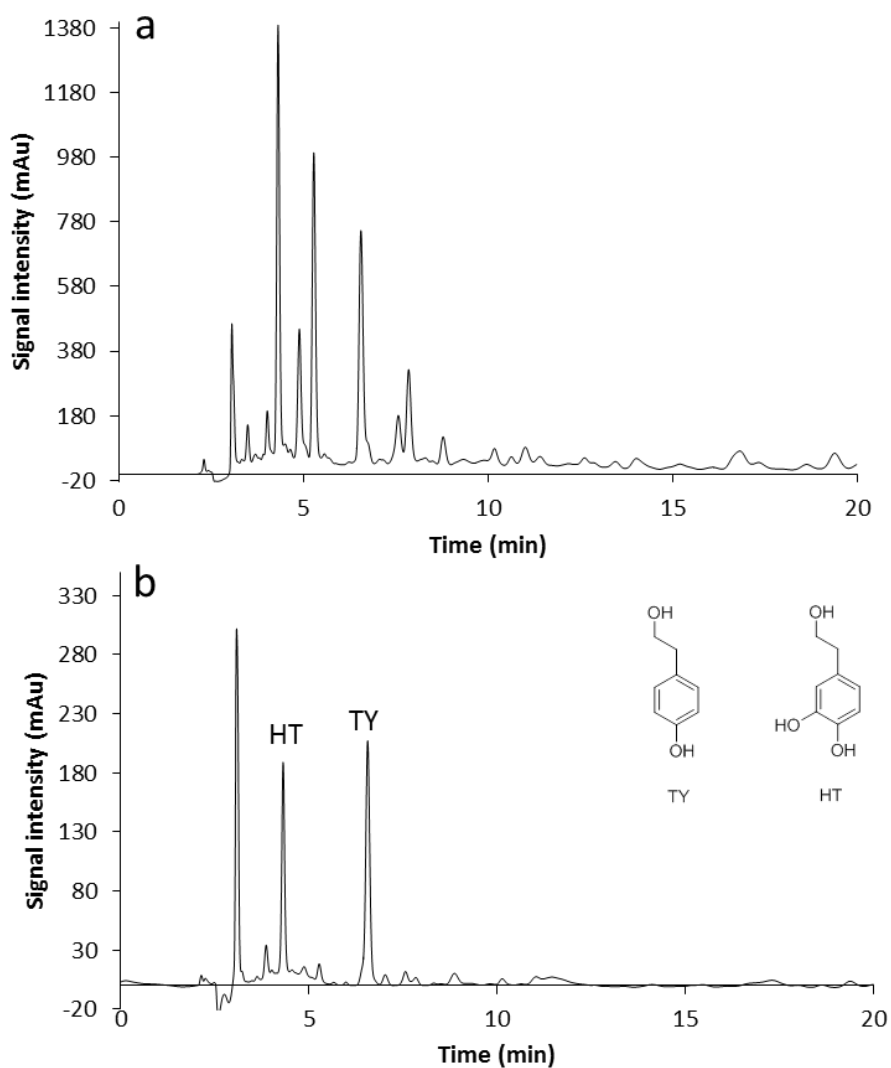 a
1380
1180
980
780
580
380
180
-20
Signal intensity (mAu)
0 5 10 15 20
Time (min)
b
330
280
230
180
130
80
30
-20
Signal intensity (mAu)
HT
TY
OH
OH
TY
OH
HO
OH
HT
0 5 10 15 20
Time (min)